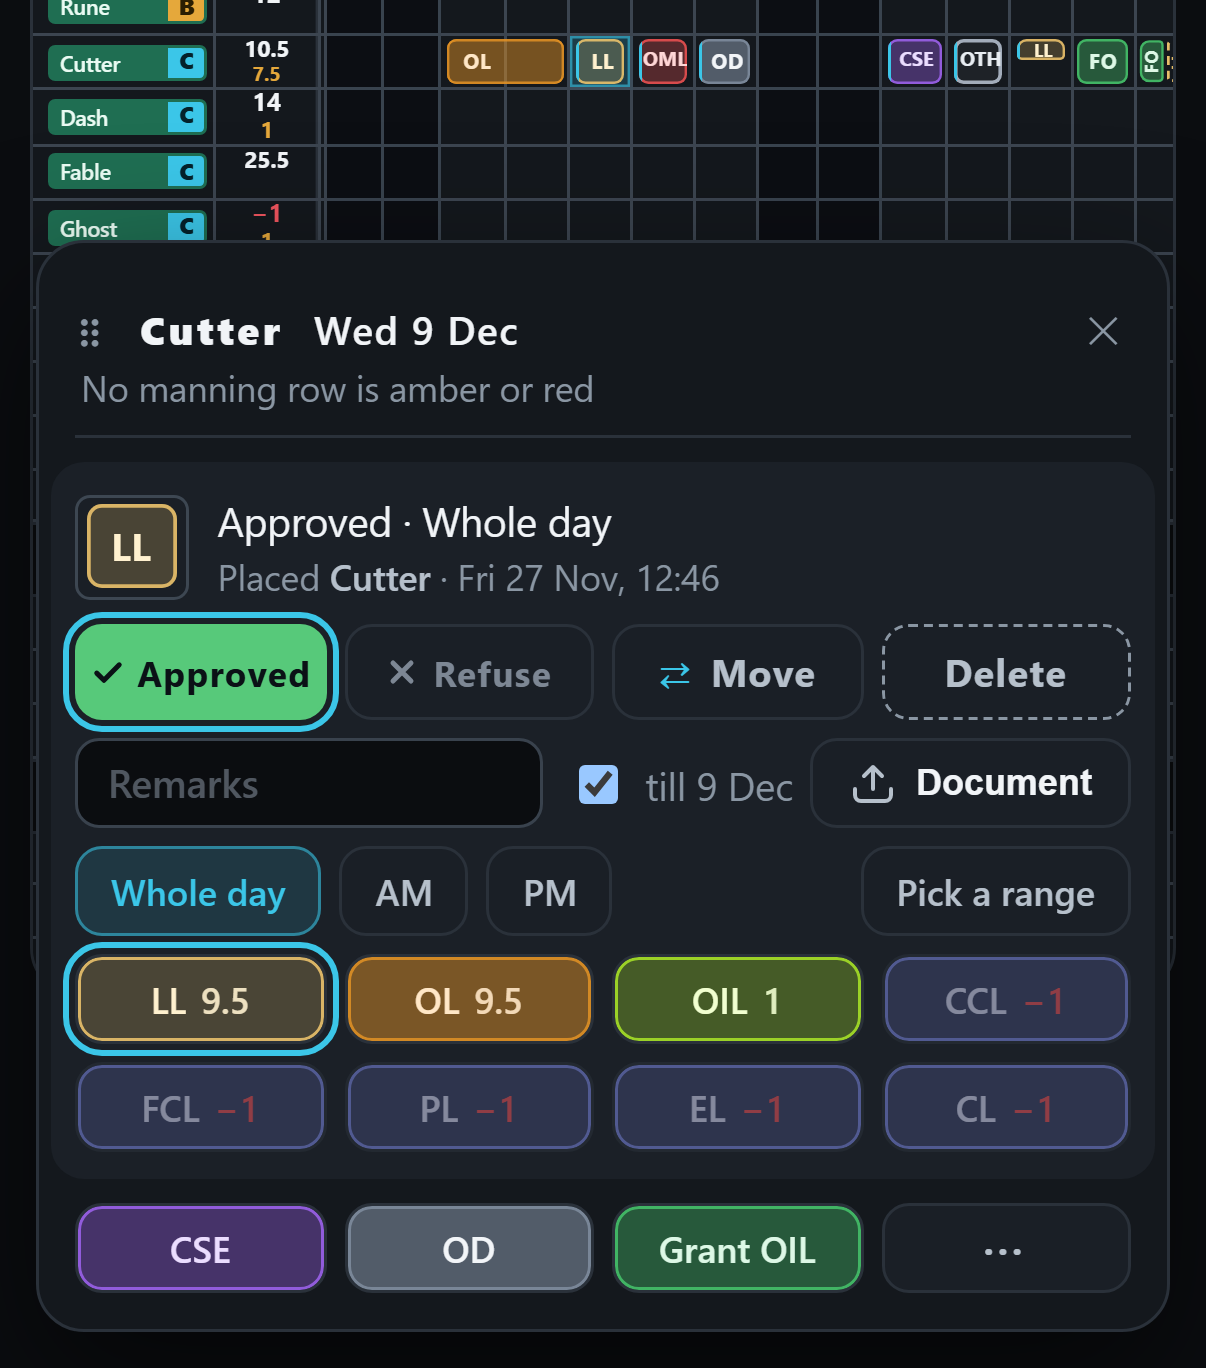 Rune B 12
Cutter C 10.5 OL LL OML OD CSE OTH LL FO FO
7.5
Dash C 14
1
Fable C 25.5
Ghost C −1
1
Cutter Wed 9 Dec
No manning row is amber or red
LL Approved · Whole day
Placed Cutter · Fri 27 Nov, 12:46
Approved Refuse Move Delete
Remarks till 9 Dec Document
Whole day AM PM Pick a range
LL 9.5 OL 9.5 OIL 1 CCL −1
FCL −1 PL −1 EL −1 CL −1
CSE OD Grant OIL ...